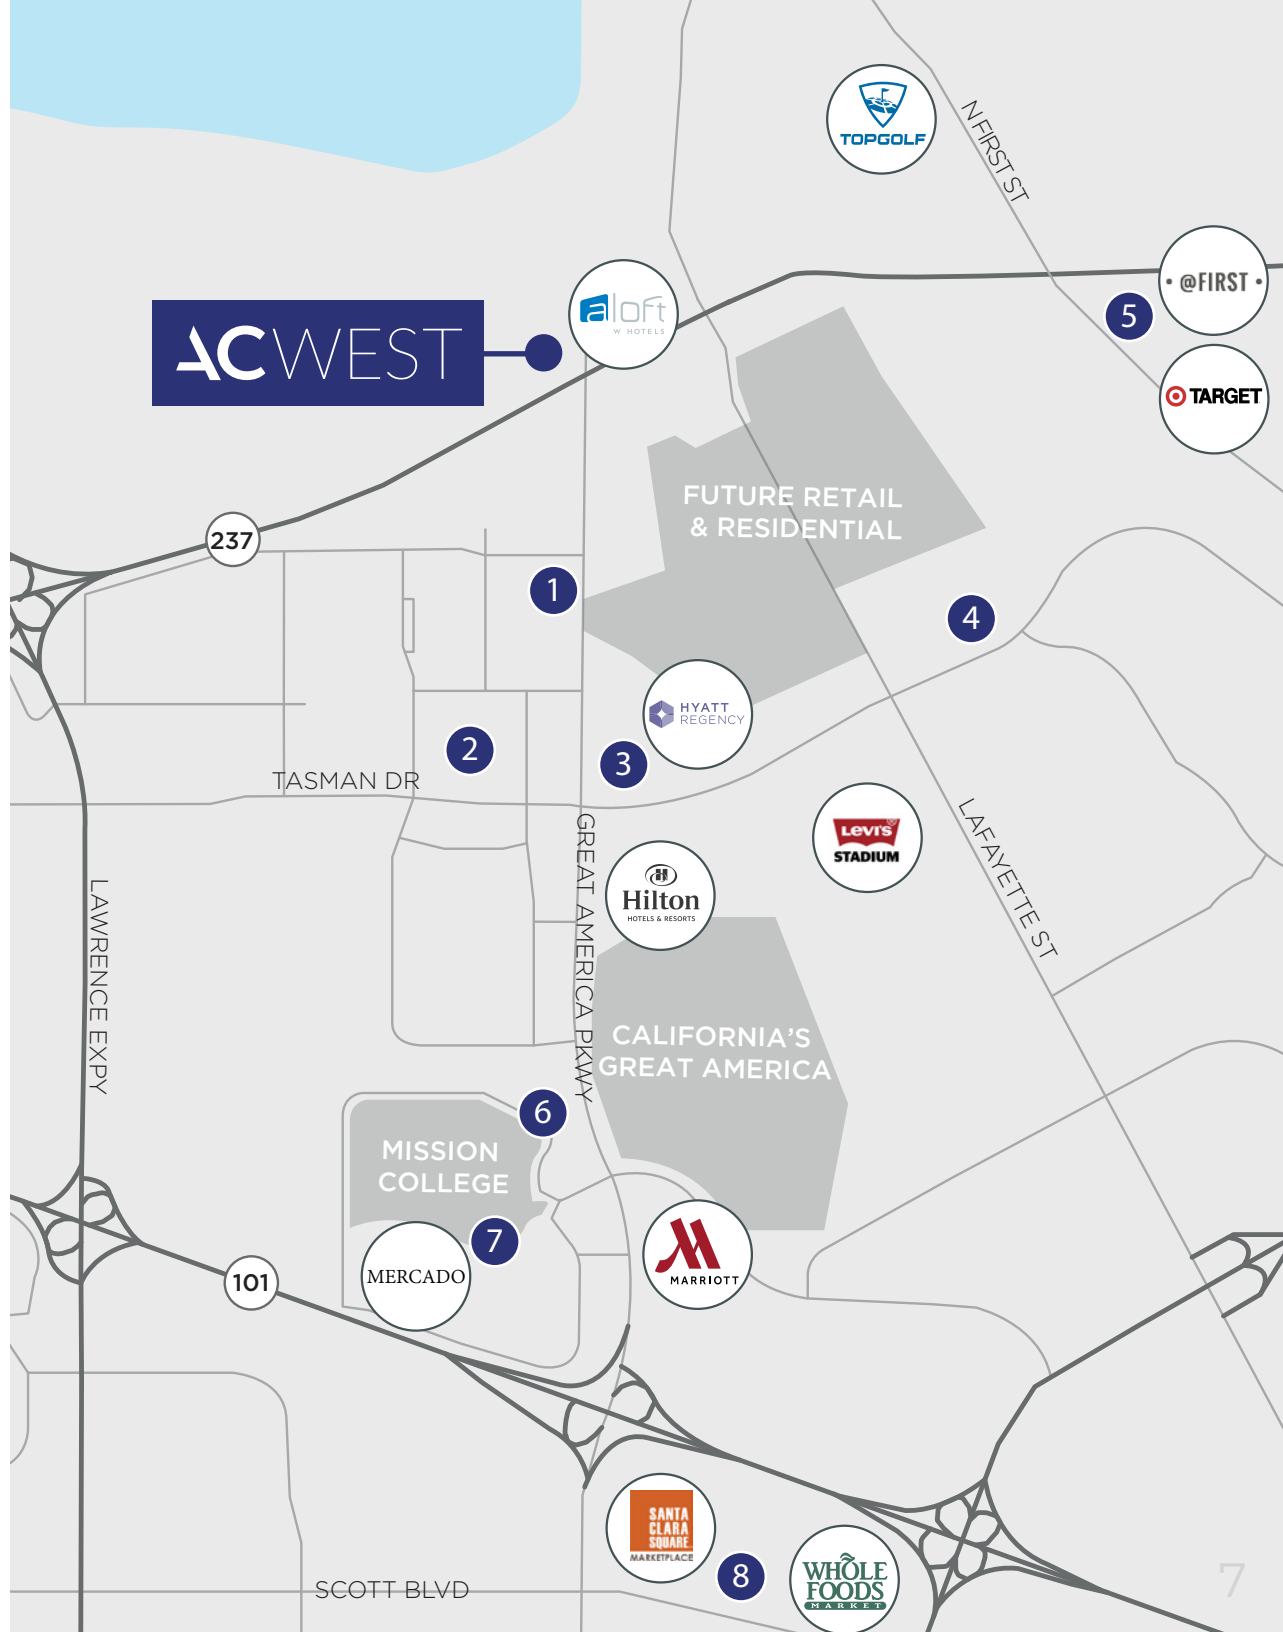 TOPGOLF
N FIRST ST
• @FIRST •
aloft
W HOTELS
5
ACWEST
TARGET
FUTURE RETAIL
& RESIDENTIAL
237
1
4
HYATT
REGENCY
2
3
TASMAN DR
LEVI'S
STADIUM
LAFAYETTE ST
GREAT AMERICA PKWY
Hilton
HOTELS & RESORTS
LAWRENCE EXPY
CALIFORNIA'S
GREAT AMERICA
6
MISSION
COLLEGE
7
MERCADO
MARRIOTT
101
SANTA
CLARA
SQUARE
MARKETPLACE
8
WHOLE
FOODS
MARKET
SCOTT BLVD
7